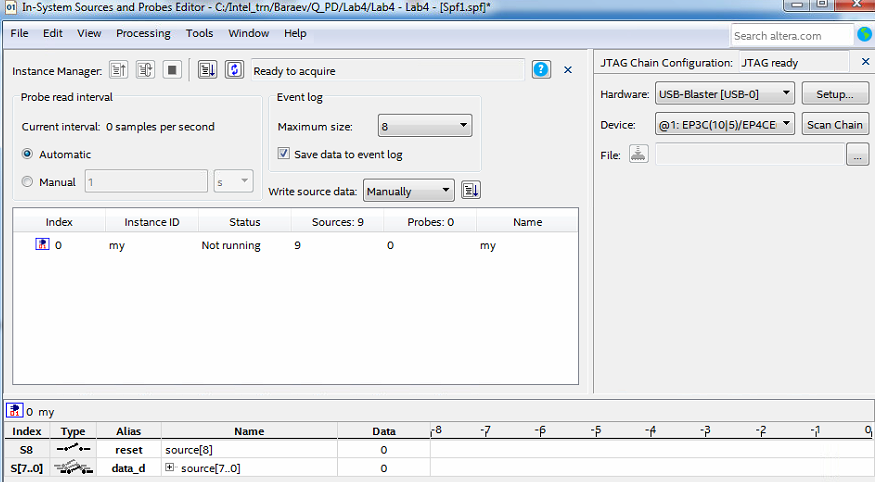 In-System Sources and Probes Editor - C:/Intel_trn/Baraev/Q_PD/Lab4/Lab4 - Lab4 - [Spf1.spf]*
File Edit View Processing Tools Window Help
Search altera.com
Instance Manager: Ready to acquire
JTAG Chain Configuration: JTAG ready
Probe read interval
Event log
Hardware: USB-Blaster [USB-0] Setup...
Current interval: 0 samples per second
Maximum size: 8
Device: @1: EP3C(10|5)/EP4CE Scan Chain
Automatic
Save data to event log
File: ...
Manual 1 s
Write source data: Manually
Index Instance ID Status Sources: 9 Probes: 0 Name
0 my Not running 9 0 my
0 my
Index Type Alias Name Data -8 -7 -6 -5 -4 -3 -2 -1 0
S8 reset source[8] 0
S[7..0] data_d source[7..0] 0